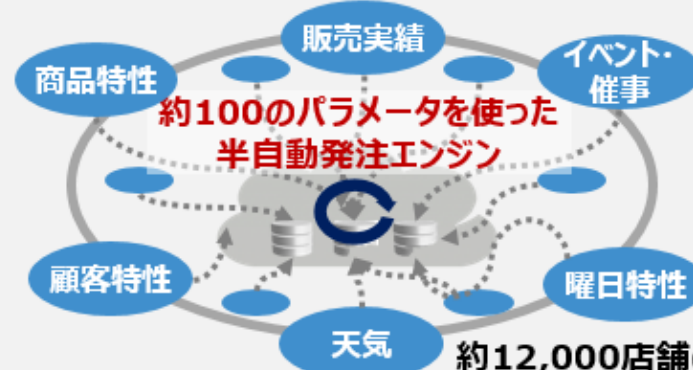 販売実績
商品特性
イベント・
催事
約100のパラメータを使った
半自動発注エンジン
顧客特性
曜日特性
天気
約12,000店舗